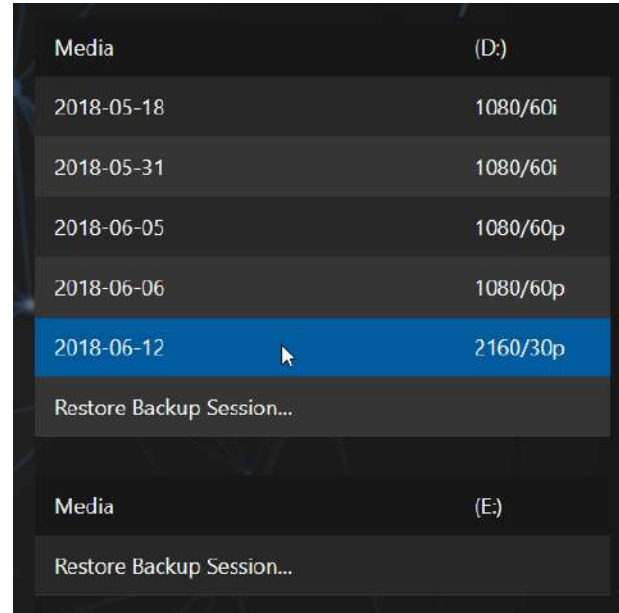 Media (D:)
2018-05-18 1080/60i
2018-05-31 1080/60i
2018-06-05 1080/60p
2018-06-06 1080/60p
2018-06-12 2160/30p
Restore Backup Session...
Media (E:)
Restore Backup Session...